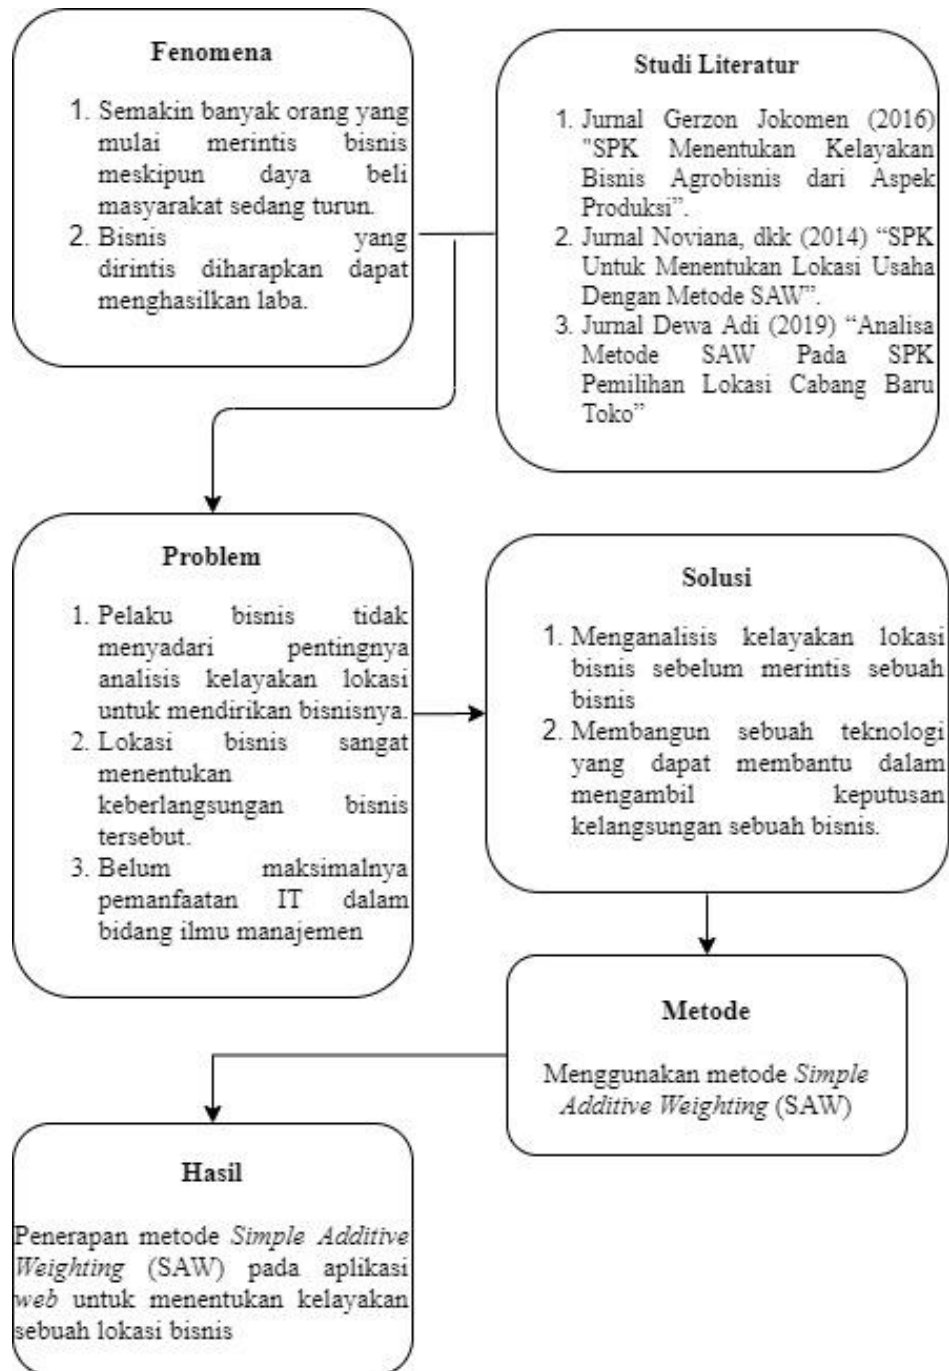 Fenomena
1. Semakin banyak orang yang
mulai merintis bisnis
meskipun daya beli
masyarakat sedang turun.
2. Bisnis yang
dirintis diharapkan dapat
menghasilkan laba.
Studi Literatur
1. Jurnal Gerzon Jokomen (2016)
"SPK Menentukan Kelayakan
Bisnis Agrobisnis dari Aspek
Produksi”.
2. Jurnal Noviana, dkk (2014) “SPK
Untuk Menentukan Lokasi Usaha
Dengan Metode SAW”.
3. Jurnal Dewa Adi (2019) “Analisa
Metode SAW Pada SPK
Pemilihan Lokasi Cabang Baru
Toko”
Problem
1. Pelaku bisnis tidak
menyadari pentingnya
analisis kelayakan lokasi
untuk mendirikan bisnisnya.
2. Lokasi bisnis sangat
menentukan
keberlangsungan bisnis
tersebut.
3. Belum maksimalnya
pemanfaatan IT dalam
bidang ilmu manajemen
Solusi
1. Menganalisis kelayakan lokasi
bisnis sebelum merintis sebuah
bisnis
2. Membangun sebuah teknologi
yang dapat membantu dalam
mengambil keputusan
kelangsungan sebuah bisnis.
Metode
Menggunakan metode Simple
Additive Weighting (SAW)
Hasil
Penerapan metode Simple Additive
Weighting (SAW) pada aplikasi
web untuk menentukan kelayakan
sebuah lokasi bisnis